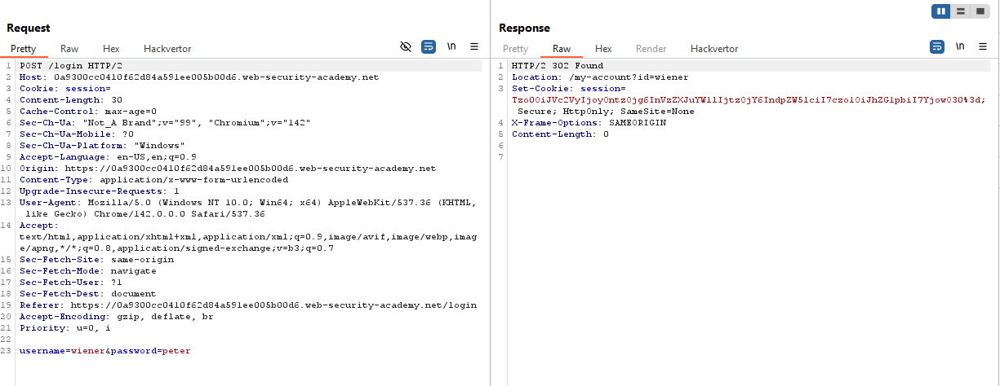 Request
Pretty Raw Hex Hackvertor \n
1 POST /login HTTP/2
2 Host: 0a9300cc0410f62d84a591ee005b00d6.web-security-academy.net
3 Cookie: session=
4 Content-Length: 30
5 Cache-Control: max-age=0
6 Sec-Ch-Ua: "Not_A Brand";v="99", "Chromium";v="142"
7 Sec-Ch-Ua-Mobile: ?0
8 Sec-Ch-Ua-Platform: "Windows"
9 Accept-Language: en-US,en;q=0.9
10 Origin: https://0a9300cc0410f62d84a591ee005b00d6.web-security-academy.net
11 Content-Type: application/x-www-form-urlencoded
12 Upgrade-Insecure-Requests: 1
13 User-Agent: Mozilla/5.0 (Windows NT 10.0; Win64; x64) AppleWebKit/537.36 (KHTML,
like Gecko) Chrome/142.0.0.0 Safari/537.36
14 Accept:
text/html,application/xhtml+xml,application/xml;q=0.9,image/avif,image/webp,imag
e/apng,*/*;q=0.8,application/signed-exchange;v=b3;q=0.7
15 Sec-Fetch-Site: same-origin
16 Sec-Fetch-Mode: navigate
17 Sec-Fetch-User: ?1
18 Sec-Fetch-Dest: document
19 Referer: https://0a9300cc0410f62d84a591ee005b00d6.web-security-academy.net/login
20 Accept-Encoding: gzip, deflate, br
21 Priority: u=0, i
22
23 username=wiener&password=peter
Response
Pretty Raw Hex Render Hackvertor \n
1 HTTP/2 302 Found
2 Location: /my-account?id=wiener
3 Set-Cookie: session=
Tzo0OiJVc2VyIjoyOntzOjg6InVzZXJuYW1lIjtzOjY6IndpZW5lciI7czo1OiJhZG1pbiI7YjowO30%3d;
Secure; HttpOnly; SameSite=None
4 X-Frame-Options: SAMEORIGIN
5 Content-Length: 0
6
7